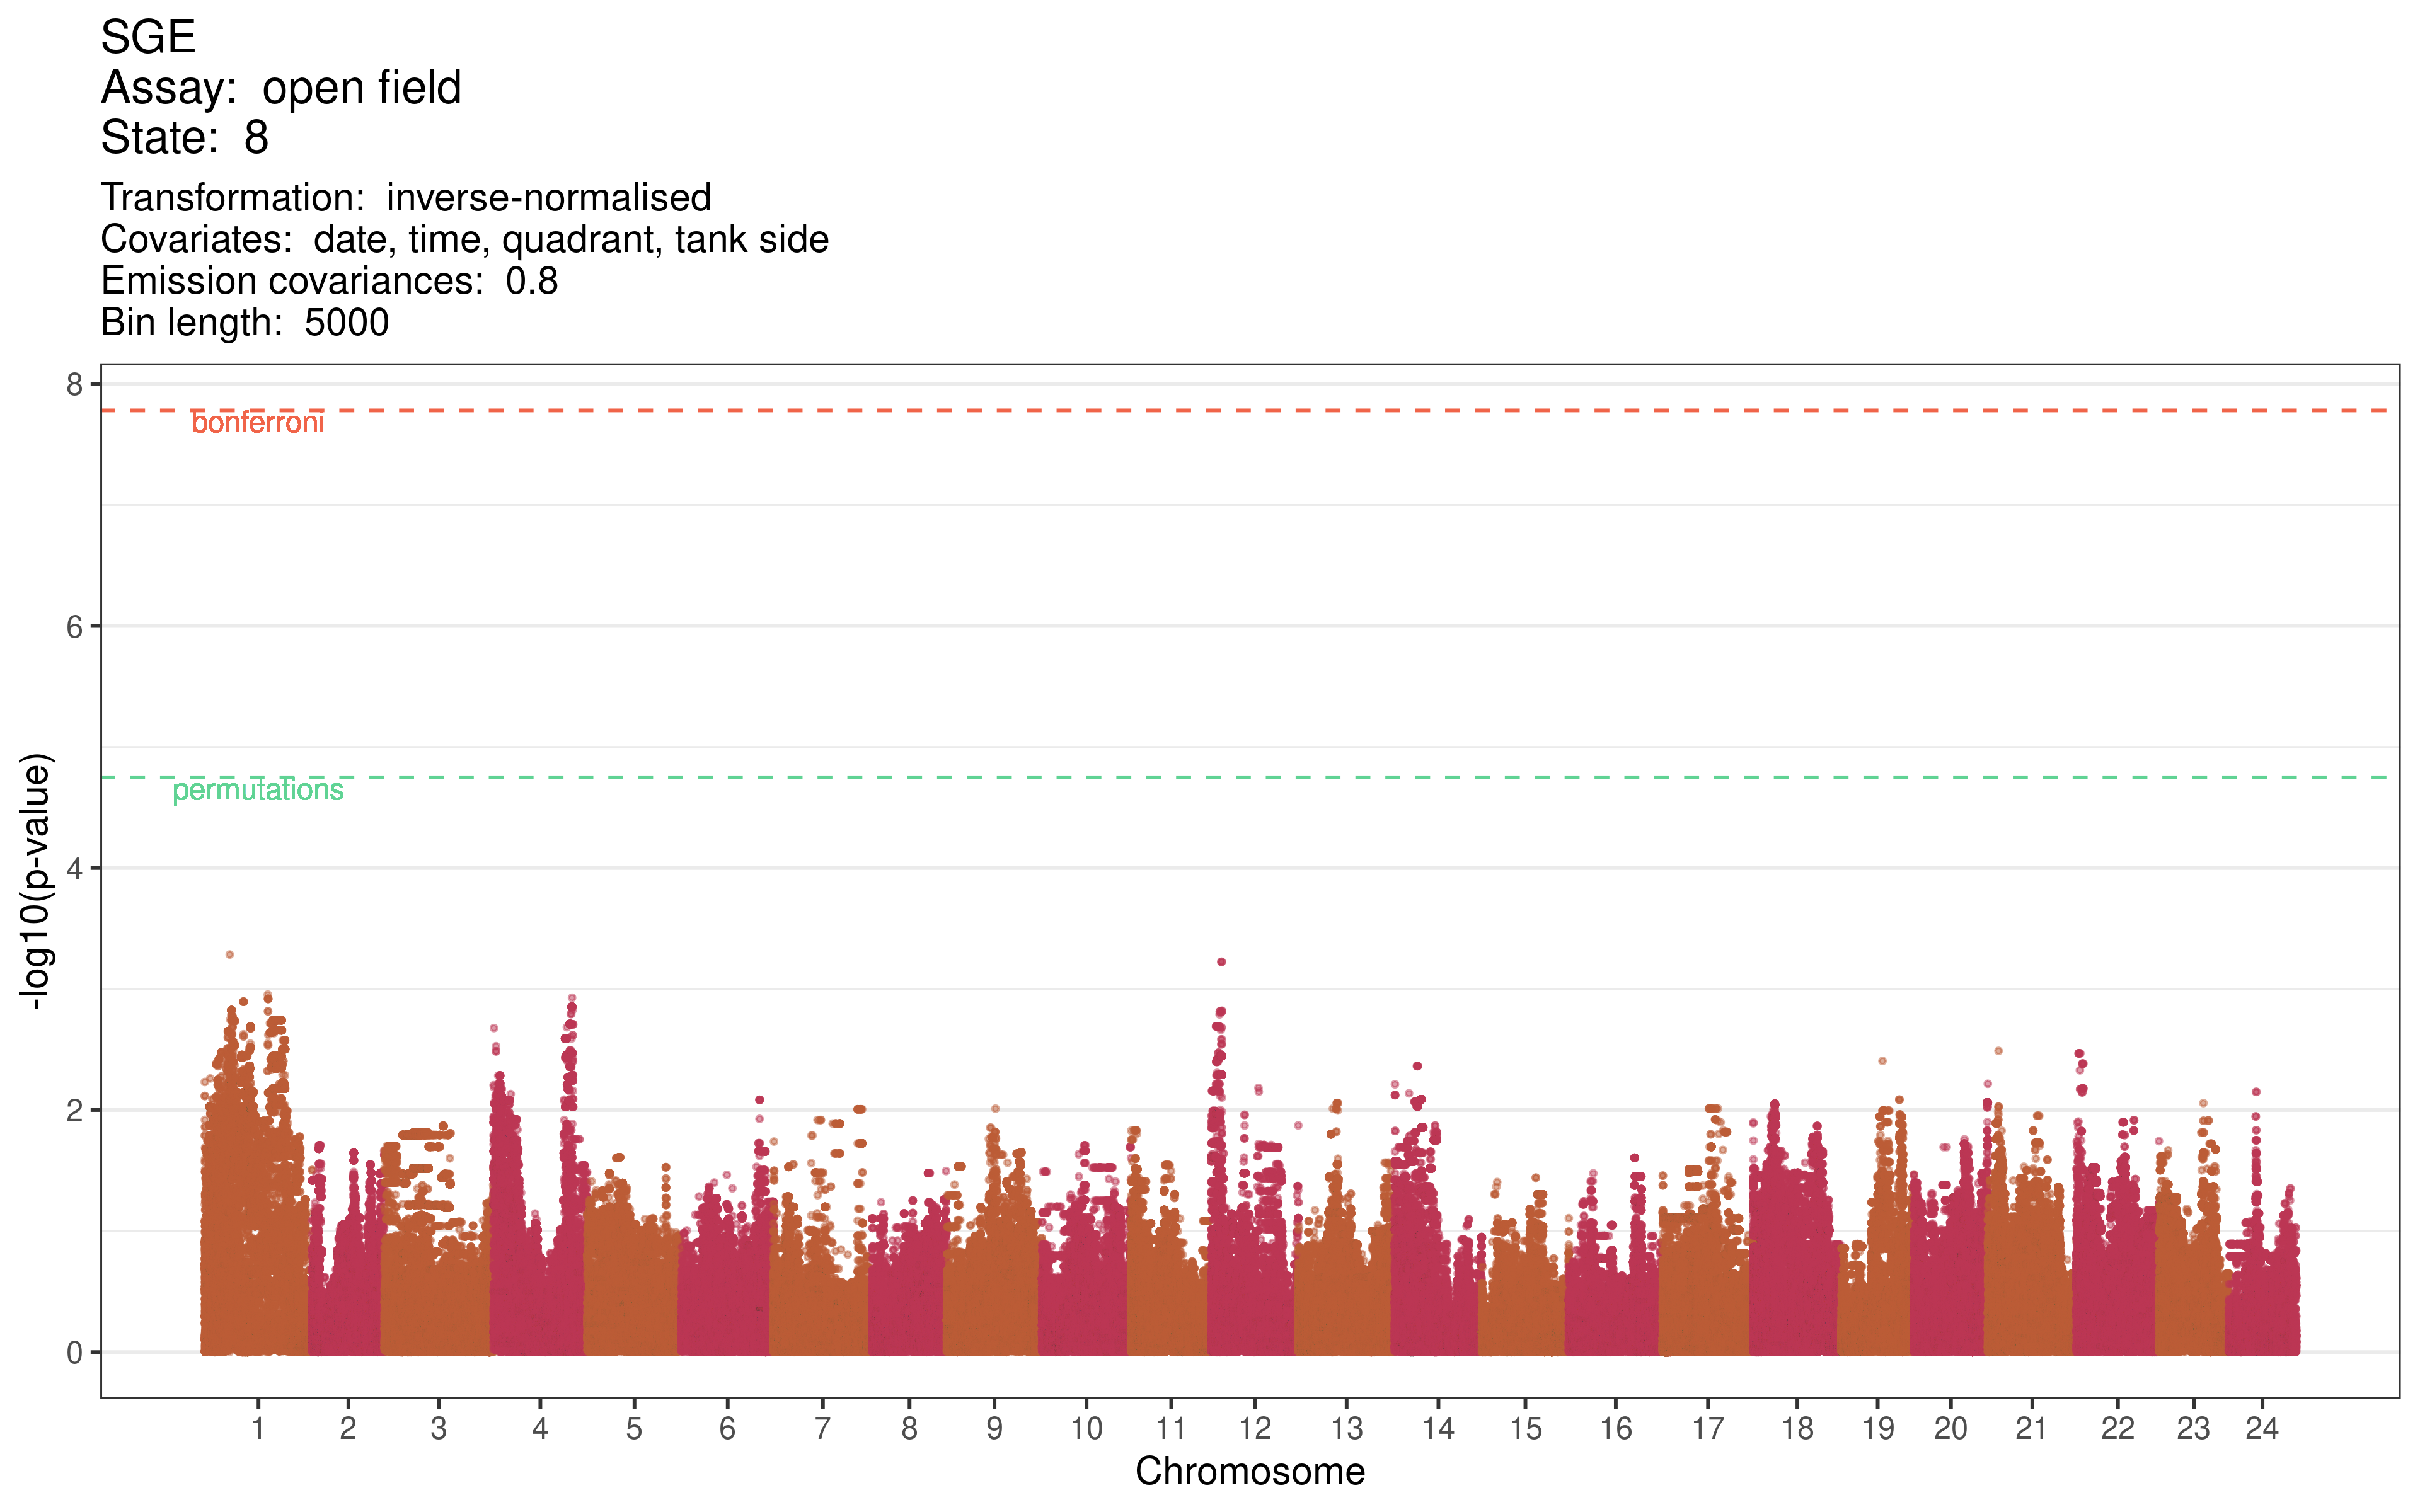 SGE
Assay:  open field
State:  8
Transformation:  inverse-normalised
Covariates:  date, time, quadrant, tank side
Emission covariances:  0.8
Bin length:  5000
8
bonferroni
6
permutations
4
2
0
-log10(p-value)
1 2 3 4 5 6 7 8 9 10 11 12 13 14 15 16 17 18 19 20 21 22 23 24
Chromosome